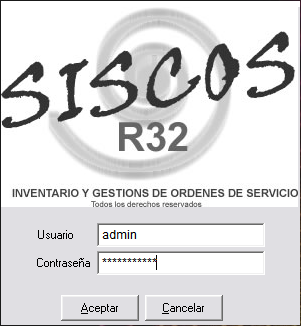 SISCOS
R32
INVENTARIO Y GESTIONS DE ORDENES DE SERVICIO
Todos los derechos reservados
Usuario admin
Contraseña ***********
Aceptar Cancelar